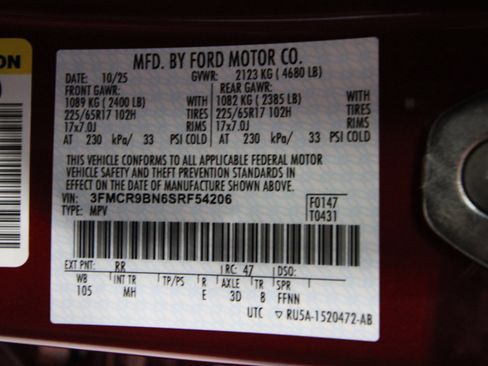 ON
MFD. BY FORD MOTOR CO.
DATE: 10/25 GVWR: 2123 KG ( 4680 LB)
FRONT GAWR: REAR GAWR:
1089 KG ( 2400 LB) WITH 1082 KG ( 2385 LB) WITH
225/65R17 102H TIRES 225/65R17 102H TIRES
17x7.0J RIMS 17x7.0J RIMS
AT 230 kPa/ 33 PSI COLD AT 230 kPa/ 33 PSI COLD
THIS VEHICLE CONFORMS TO ALL APPLICABLE FEDERAL MOTOR
VEHICLE SAFETY AND THEFT PREVENTION STANDARDS IN
EFFECT ON THE DATE OF MANUFACTURE SHOWN ABOVE.
VIN: 3FMCR9BN6SRF54206 F0147
TYPE: MPV T0431
EXT PNT: RR RC: 47 DSO:
WB INT TR TP/PS R AXLE TR SPR
105 MH E 3D 8 FFNN
UTC ▽ RU5A-1520472-AB